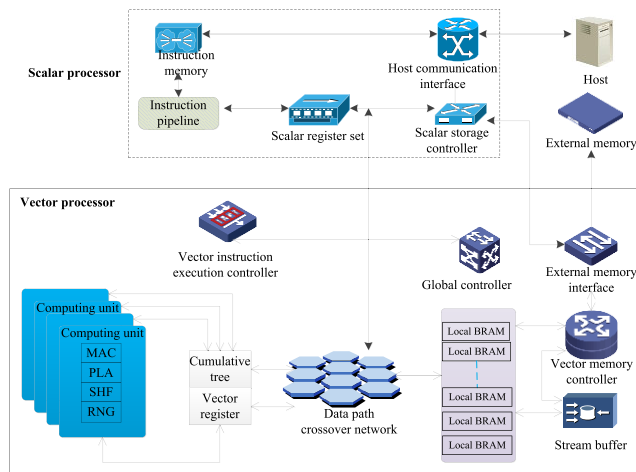 Scalar processor
Instruction
memory
Host communication
interface
Host
Instruction
pipeline
Scalar register set
Scalar storage
controller
External memory
Vector processor
Vector instruction
execution controller
Global controller
External memory
interface
Computing unit
Computing unit
MAC
PLA
SHF
RNG
Cumulative
tree
Vector
register
Data path
crossover network
Local BRAM
Local BRAM
Local BRAM
Local BRAM
Local BRAM
Vector memory
controller
Stream buffer